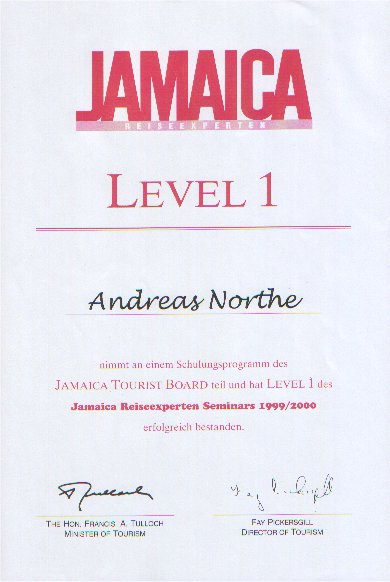 JAMAICA
REISEEXPERTEN
LEVEL 1
Andreas Northe
nimmt an einem Schulungsprogramm des
JAMAICA TOURIST BOARD teil und hat LEVEL 1 des
Jamaica Reiseexperten Seminars 1999/2000
erfolgreich bestanden.
THE HON. FRANCIS A. TULLOCH
MINISTER OF TOURISM
FAY PICKERSGILL
DIRECTOR OF TOURISM